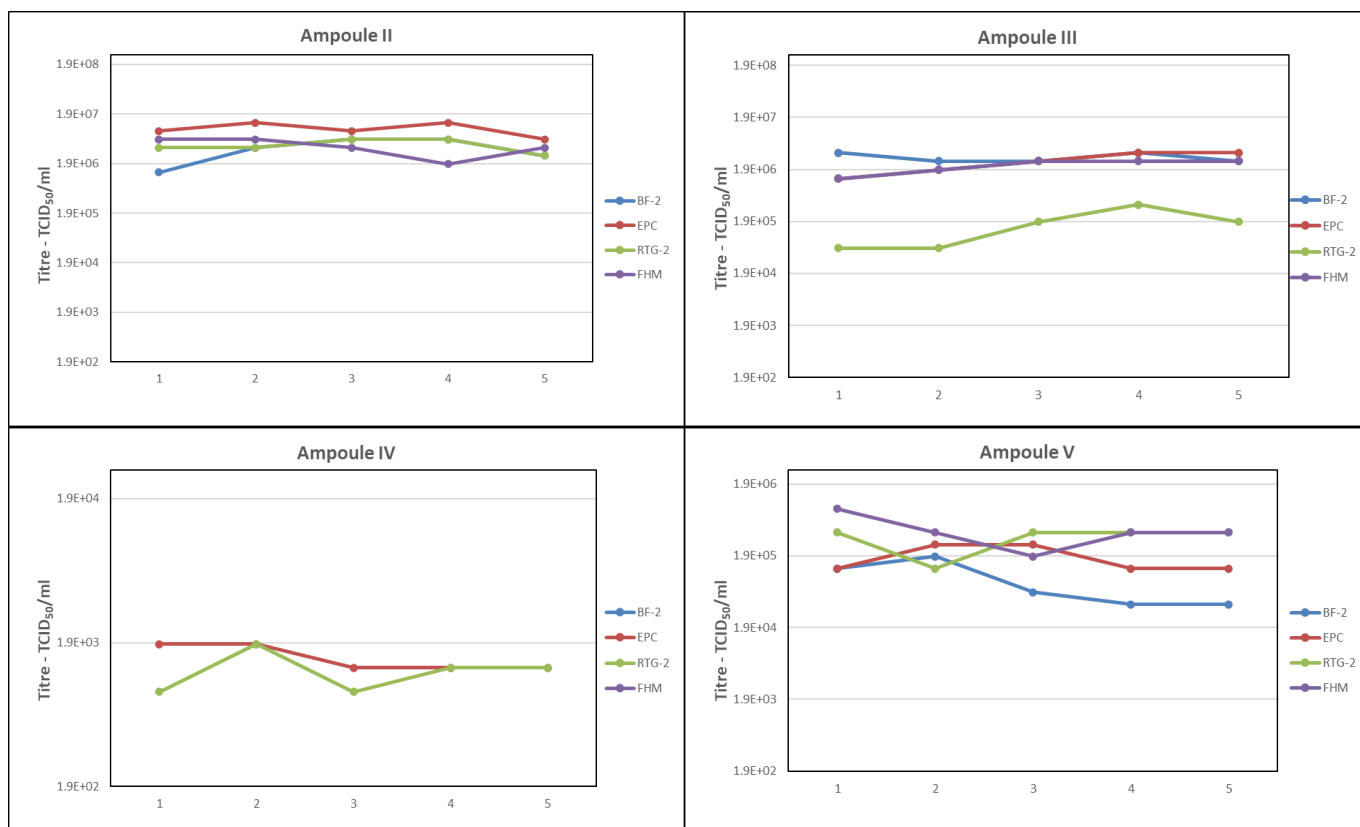 Ampoule II
Titre - TCID50/ml
1.9E+08
1.9E+07
1.9E+06
1.9E+05
1.9E+04
1.9E+03
1.9E+02
1 2 3 4 5
BF-2
EPC
RTG-2
FHM
Ampoule III
Titre - TCID50/ml
1.9E+08
1.9E+07
1.9E+06
1.9E+05
1.9E+04
1.9E+03
1.9E+02
1 2 3 4 5
BF-2
EPC
RTG-2
FHM
Ampoule IV
Titre - TCID50/ml
1.9E+04
1.9E+03
1.9E+02
1 2 3 4 5
BF-2
EPC
RTG-2
FHM
Ampoule V
Titre - TCID50/ml
1.9E+06
1.9E+05
1.9E+04
1.9E+03
1.9E+02
1 2 3 4 5
BF-2
EPC
RTG-2
FHM